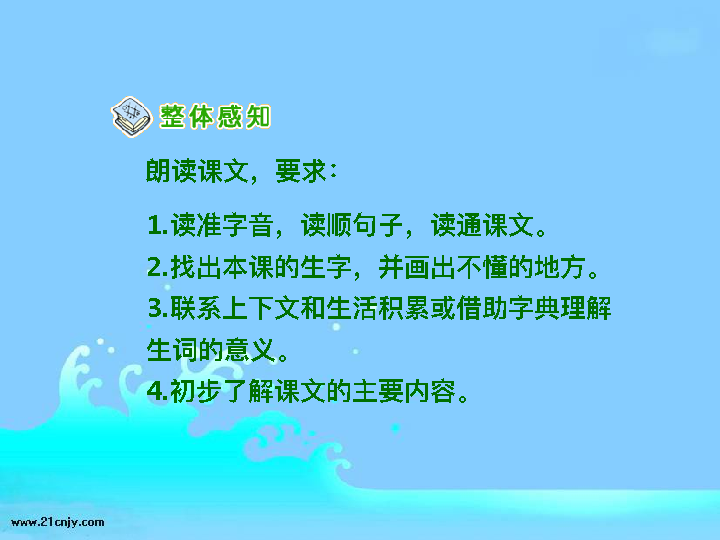 整体感知
朗读课文，要求：
1.读准字音，读顺句子，读通课文。
2.找出本课的生字，并画出不懂的地方。
3.联系上下文和生活积累或借助字典理解
生词的意义。
4.初步了解课文的主要内容。
www.21cnjy.com